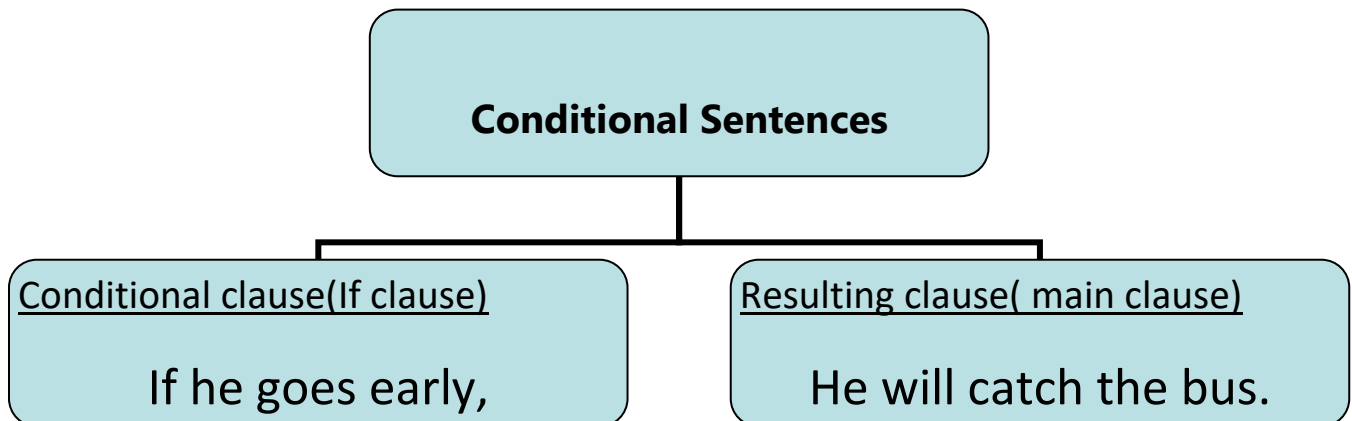 Conditional Sentences
Conditional clause(If clause)
If he goes early,
Resulting clause( main clause)
He will catch the bus.